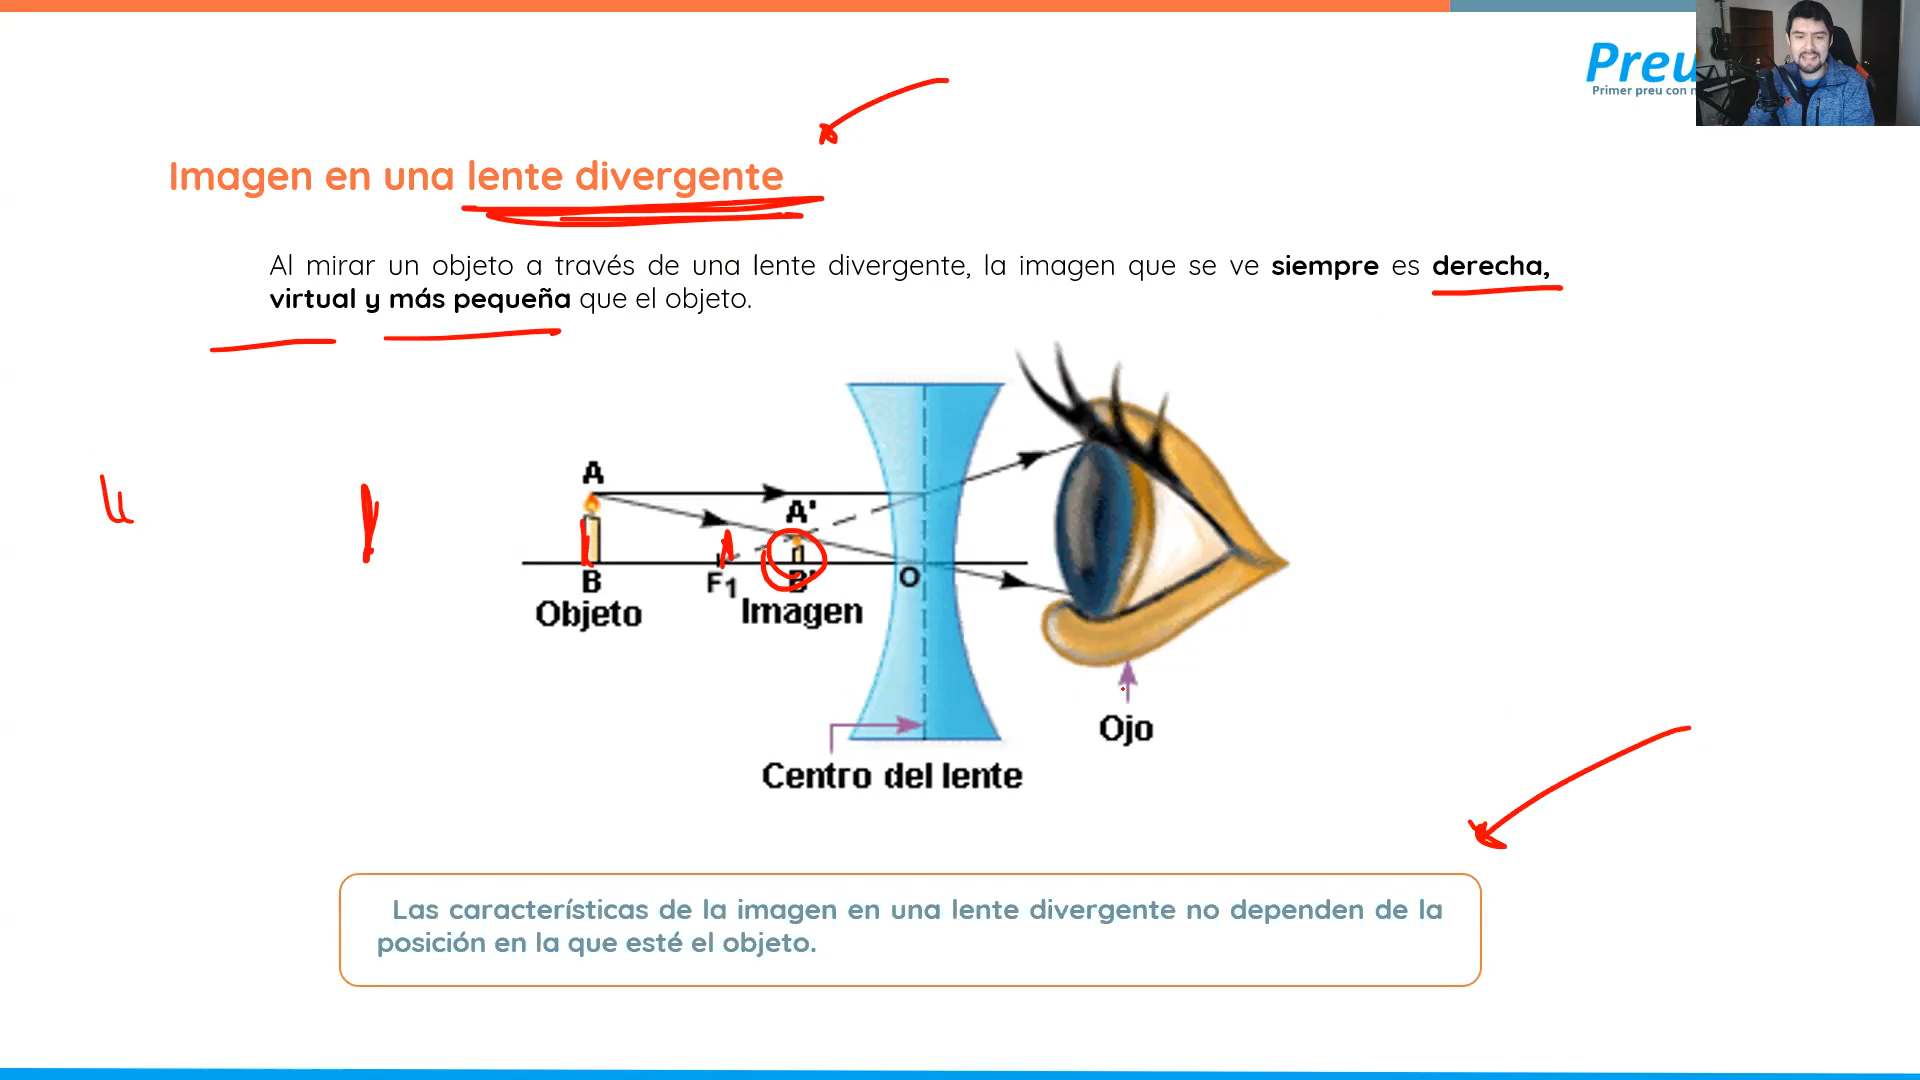 Preu
Primer preu con
Imagen en una lente divergente
Al mirar un objeto a través de una lente divergente, la imagen que se ve siempre es derecha,
virtual y más pequeña que el objeto.
A
A'
B
F1
B'
O
Objeto
Imagen
Ojo
Centro del lente
Las características de la imagen en una lente divergente no dependen de la
posición en la que esté el objeto.